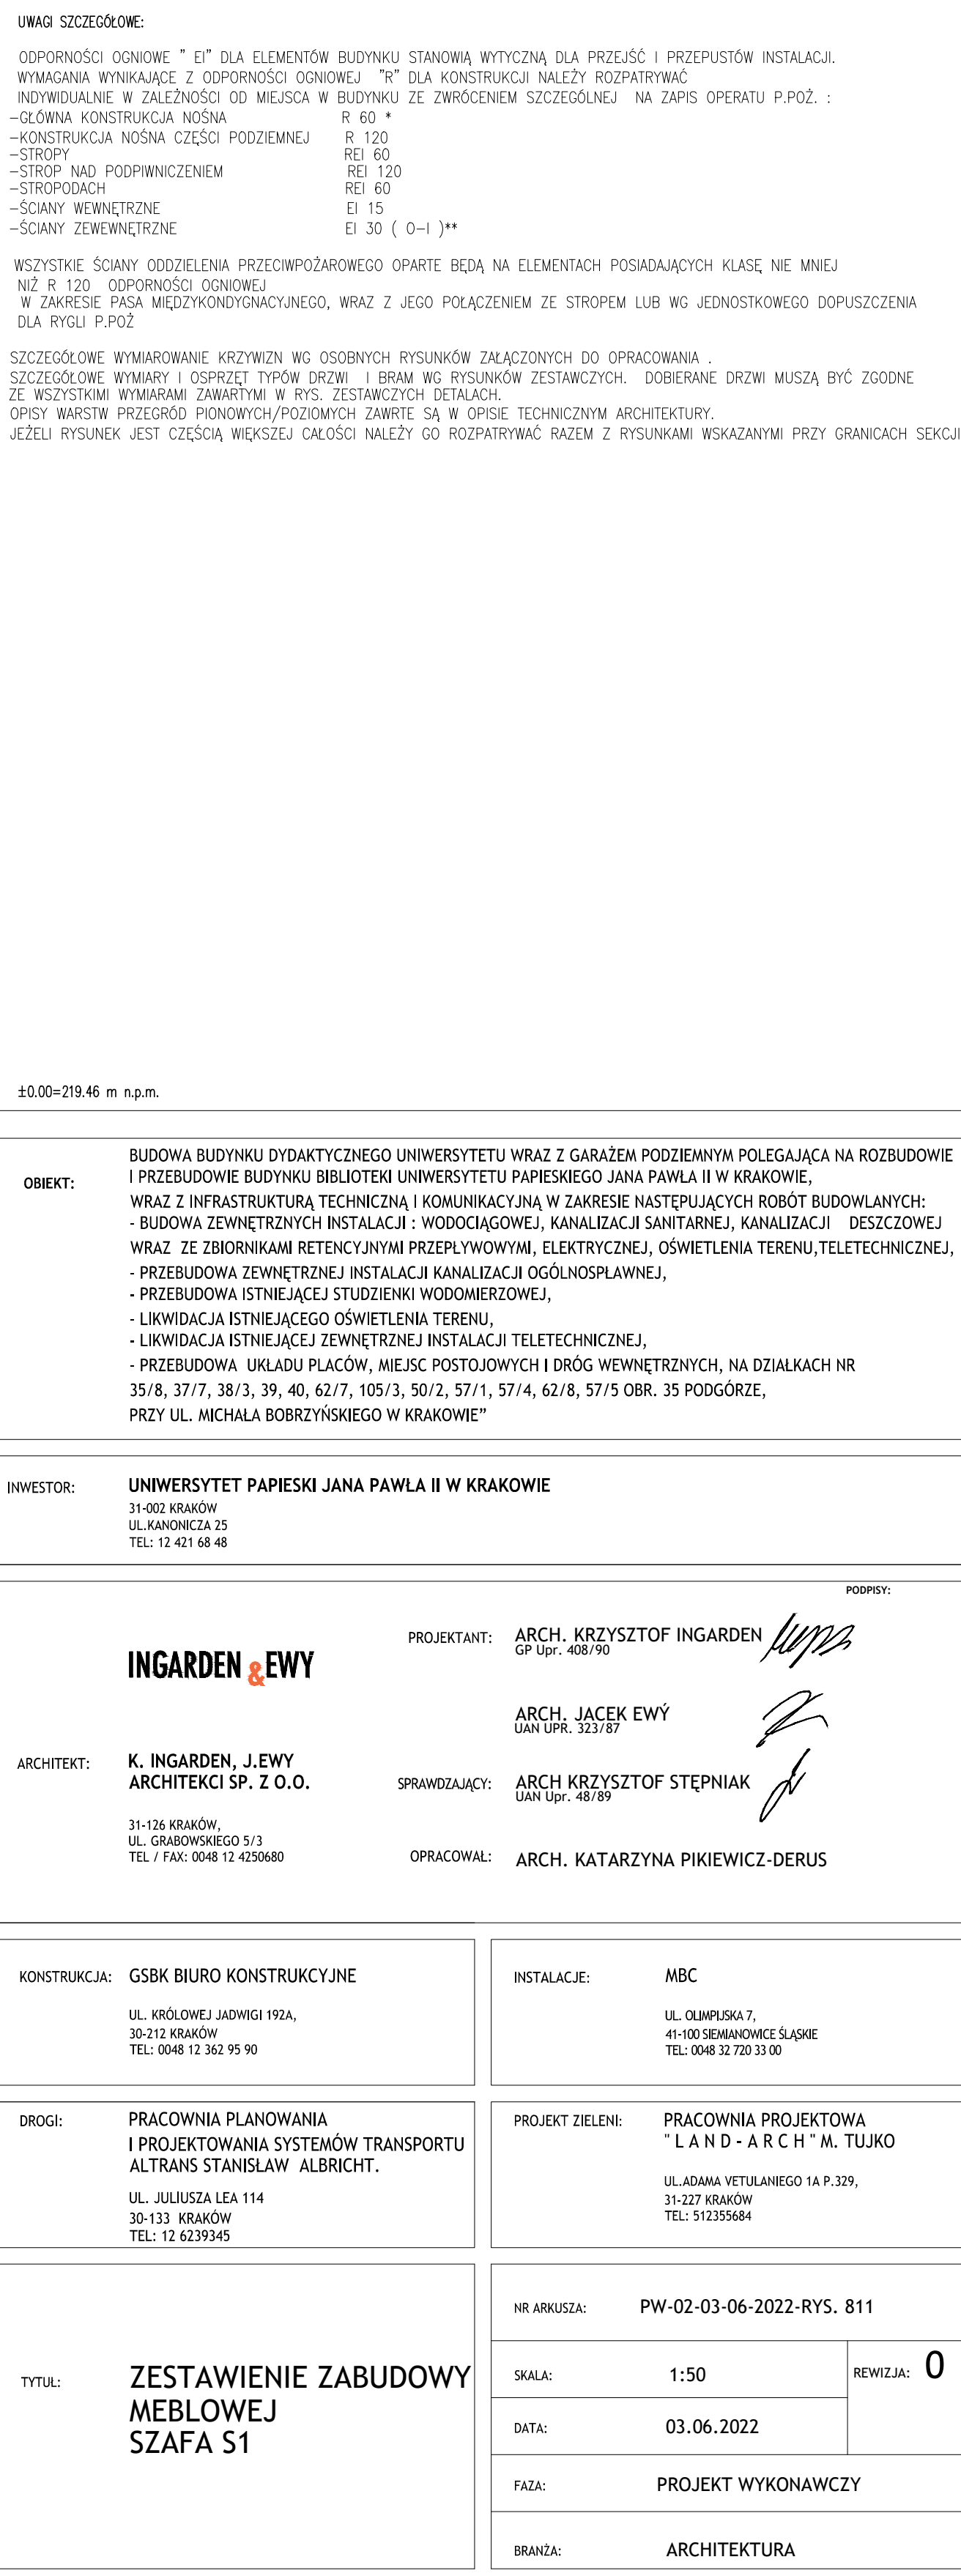 UWAGI SZCZEGÓŁOWE:
ODPORNOŚCI OGNIOWE " EI" DLA ELEMENTÓW BUDYNKU STANOWIĄ WYTYCZNĄ DLA PRZEJŚĆ I PRZEPUSTÓW INSTALACJI.
WYMAGANIA WYNIKAJĄCE Z ODPORNOŚCI OGNIOWEJ "R" DLA KONSTRUKCJI NALEŻY ROZPATRYWAĆ
INDYWIDUALNIE W ZALEŻNOŚCI OD MIEJSCA W BUDYNKU ZE ZWRÓCENIEM SZCZEGÓLNEJ NA ZAPIS OPERATU P.POŻ. :
-GŁÓWNA KONSTRUKCJA NOŚNA R 60 *
-KONSTRUKCJA NOŚNA CZĘŚCI PODZIEMNEJ R 120
-STROPY REI 60
-STROP NAD PODPIWNICZENIEM REI 120
-STROPODACH REI 60
-ŚCIANY WEWNĘTRZNE EI 15
-ŚCIANY ZEWEWNĘTRZNE EI 30 ( O-I )**
WSZYSTKIE ŚCIANY ODDZIELENIA PRZECIWPOŻAROWEGO OPARTE BĘDĄ NA ELEMENTACH POSIADAJĄCYCH KLASĘ NIE MNIEJ
NIŻ R 120 ODPORNOŚCI OGNIOWEJ
W ZAKRESIE PASA MIĘDZYKONDYGNACYJNEGO, WRAZ Z JEGO POŁĄCZENIEM ZE STROPEM LUB WG JEDNOSTKOWEGO DOPUSZCZENIA
DLA RYGLI P.POŻ
SZCZEGÓŁOWE WYMIAROWANIE KRZYWIZN WG OSOBNYCH RYSUNKÓW ZAŁĄCZONYCH DO OPRACOWANIA .
SZCZEGÓŁOWE WYMIARY I OSPRZĘT TYPÓW DRZWI I BRAM WG RYSUNKÓW ZESTAWCZYCH. DOBIERANE DRZWI MUSZĄ BYĆ ZGODNE
ZE WSZYSTKIMI WYMIARAMI ZAWARTYMI W RYS. ZESTAWCZYCH DETALACH.
OPISY WARSTW PRZEGRÓD PIONOWYCH/POZIOMYCH ZAWRTE SĄ W OPISIE TECHNICZNYM ARCHITEKTURY.
JEŻELI RYSUNEK JEST CZĘŚCIĄ WIĘKSZEJ CAŁOŚCI NALEŻY GO ROZPATRYWAĆ RAZEM Z RYSUNKAMI WSKAZANYMI PRZY GRANICACH SEKCJI
±0.00=219.46 m n.p.m.
OBIEKT:
BUDOWA BUDYNKU DYDAKTYCZNEGO UNIWERSYTETU WRAZ Z GARAŻEM PODZIEMNYM POLEGAJĄCA NA ROZBUDOWIE
I PRZEBUDOWIE BUDYNKU BIBLIOTEKI UNIWERSYTETU PAPIESKIEGO JANA PAWŁA II W KRAKOWIE,
WRAZ Z INFRASTRUKTURĄ TECHNICZNĄ I KOMUNIKACYJNĄ W ZAKRESIE NASTĘPUJĄCYCH ROBÓT BUDOWLANYCH:
- BUDOWA ZEWNĘTRZNYCH INSTALACJI : WODOCIĄGOWEJ, KANALIZACJI SANITARNEJ, KANALIZACJI DESZCZOWEJ
WRAZ ZE ZBIORNIKAMI RETENCYJNYMI PRZEPŁYWOWYMI, ELEKTRYCZNEJ, OŚWIETLENIA TERENU,TELETECHNICZNEJ,
- PRZEBUDOWA ZEWNĘTRZNEJ INSTALACJI KANALIZACJI OGÓLNOSPŁAWNEJ,
- PRZEBUDOWA ISTNIEJĄCEJ STUDZIENKI WODOMIERZOWEJ,
- LIKWIDACJA ISTNIEJĄCEGO OŚWIETLENIA TERENU,
- LIKWIDACJA ISTNIEJĄCEJ ZEWNĘTRZNEJ INSTALACJI TELETECHNICZNEJ,
- PRZEBUDOWA UKŁADU PLACÓW, MIEJSC POSTOJOWYCH I DRÓG WEWNĘTRZNYCH, NA DZIAŁKACH NR
35/8, 37/7, 38/3, 39, 40, 62/7, 105/3, 50/2, 57/1, 57/4, 62/8, 57/5 OBR. 35 PODGÓRZE,
PRZY UL. MICHAŁA BOBRZYŃSKIEGO W KRAKOWIE"
INWESTOR:
UNIWERSYTET PAPIESKI JANA PAWŁA II W KRAKOWIE
31-002 KRAKÓW
UL.KANONICZA 25
TEL: 12 421 68 48
PODPISY:
INGARDEN & EWY
PROJEKTANT: ARCH. KRZYSZTOF INGARDEN
GP Upr. 408/90
ARCH. JACEK EWÝ
UAN UPR. 323/87
ARCHITEKT:
K. INGARDEN, J.EWY
ARCHITEKCI SP. Z O.O.
31-126 KRAKÓW,
UL. GRABOWSKIEGO 5/3
TEL / FAX: 0048 12 4250680
SPRAWDZAJĄCY: ARCH KRZYSZTOF STĘPNIAK
UAN Upr. 48/89
OPRACOWAŁ: ARCH. KATARZYNA PIKIEWICZ-DERUS
KONSTRUKCJA: GSBK BIURO KONSTRUKCYJNE
UL. KRÓLOWEJ JADWIGI 192A,
30-212 KRAKÓW
TEL: 0048 12 362 95 90
INSTALACJE: MBC
UL. OLIMPIJSKA 7,
41-100 SIEMIANOWICE ŚLĄSKIE
TEL: 0048 32 720 33 00
DROGI: PRACOWNIA PLANOWANIA
I PROJEKTOWANIA SYSTEMÓW TRANSPORTU
ALTRANS STANISŁAW ALBRICHT.
UL. JULIUSZA LEA 114
30-133 KRAKÓW
TEL: 12 6239345
PROJEKT ZIELENI: PRACOWNIA PROJEKTOWA
" L A N D - A R C H " M. TUJKO
UL.ADAMA VETULANIEGO 1A P.329,
31-227 KRAKÓW
TEL: 512355684
TYTUŁ:
ZESTAWIENIE ZABUDOWY
MEBLOWEJ
SZAFA S1
NR ARKUSZA: PW-02-03-06-2022-RYS. 811
SKALA: 1:50
REWIZJA: 0
DATA: 03.06.2022
FAZA: PROJEKT WYKONAWCZY
BRANŻA: ARCHITEKTURA